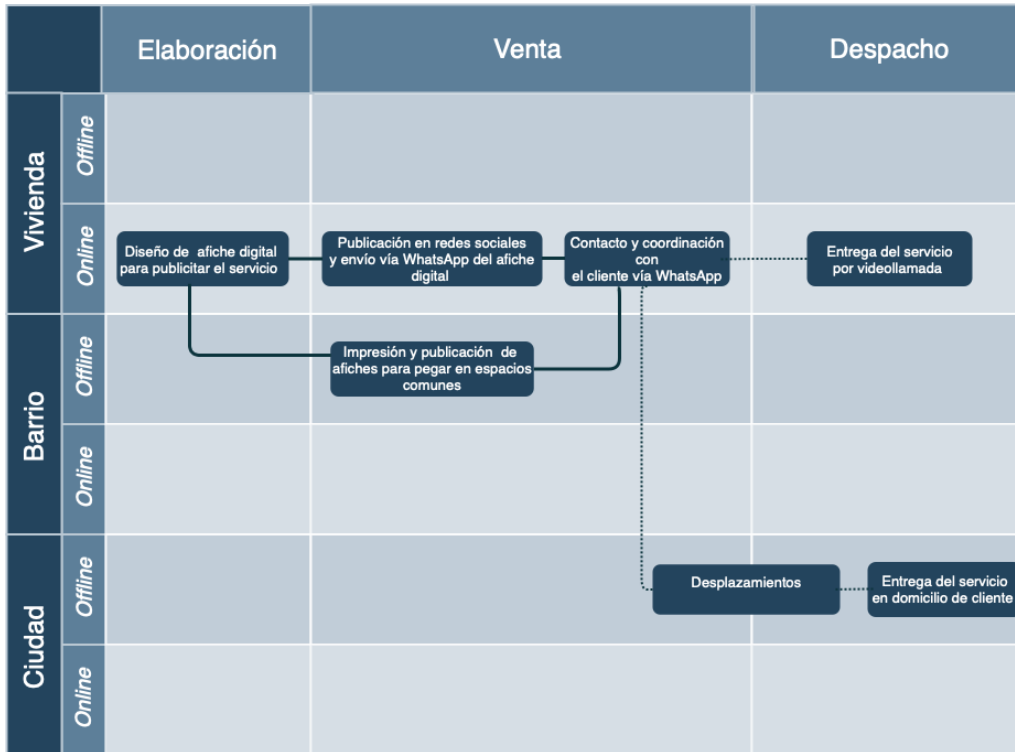 Elaboración
Venta
Despacho
Vivienda
Offline
Online
Diseño de afiche digital
para publicitar el servicio
Publicación en redes sociales
y envío vía WhatsApp del afiche
digital
Contacto y coordinación
con
el cliente vía WhatsApp
Entrega del servicio
por videollamada
Barrio
Offline
Impresión y publicación de
afiches para pegar en espacios
comunes
Online
Ciudad
Offline
Desplazamientos
Entrega del servicio
en domicilio de cliente
Online